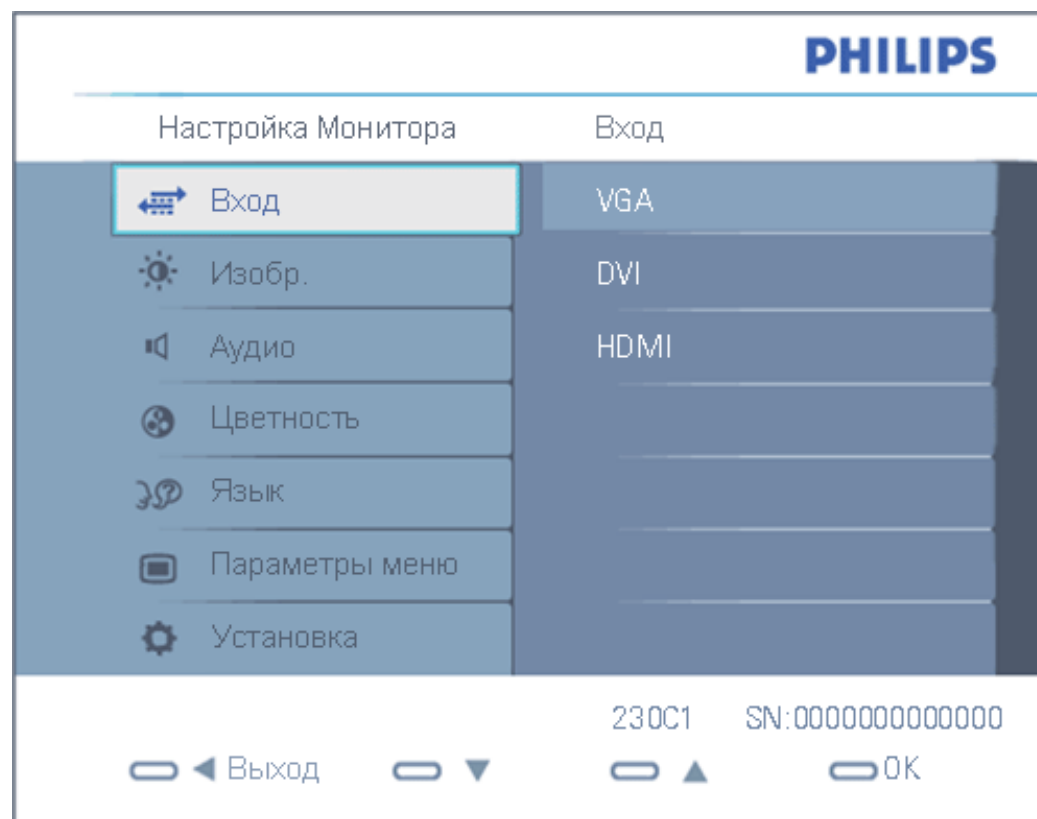 PHILIPS
Настройка Монитора Вход
Вход VGA
Изобр. DVI
Аудио HDMI
Цветность
Язык
Параметры меню
Установка
230C1 SN:0000000000000
Выход OK